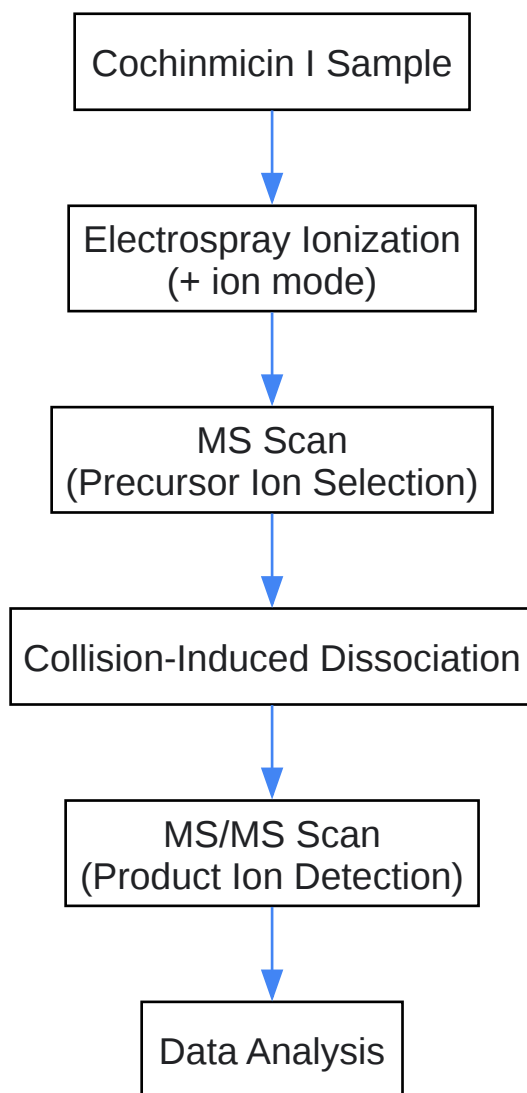 Cochinmicin I Sample
Electrospray Ionization
(+ ion mode)
MS Scan
(Precursor Ion Selection)
Collision-Induced Dissociation
MS/MS Scan
(Product Ion Detection)
Data Analysis